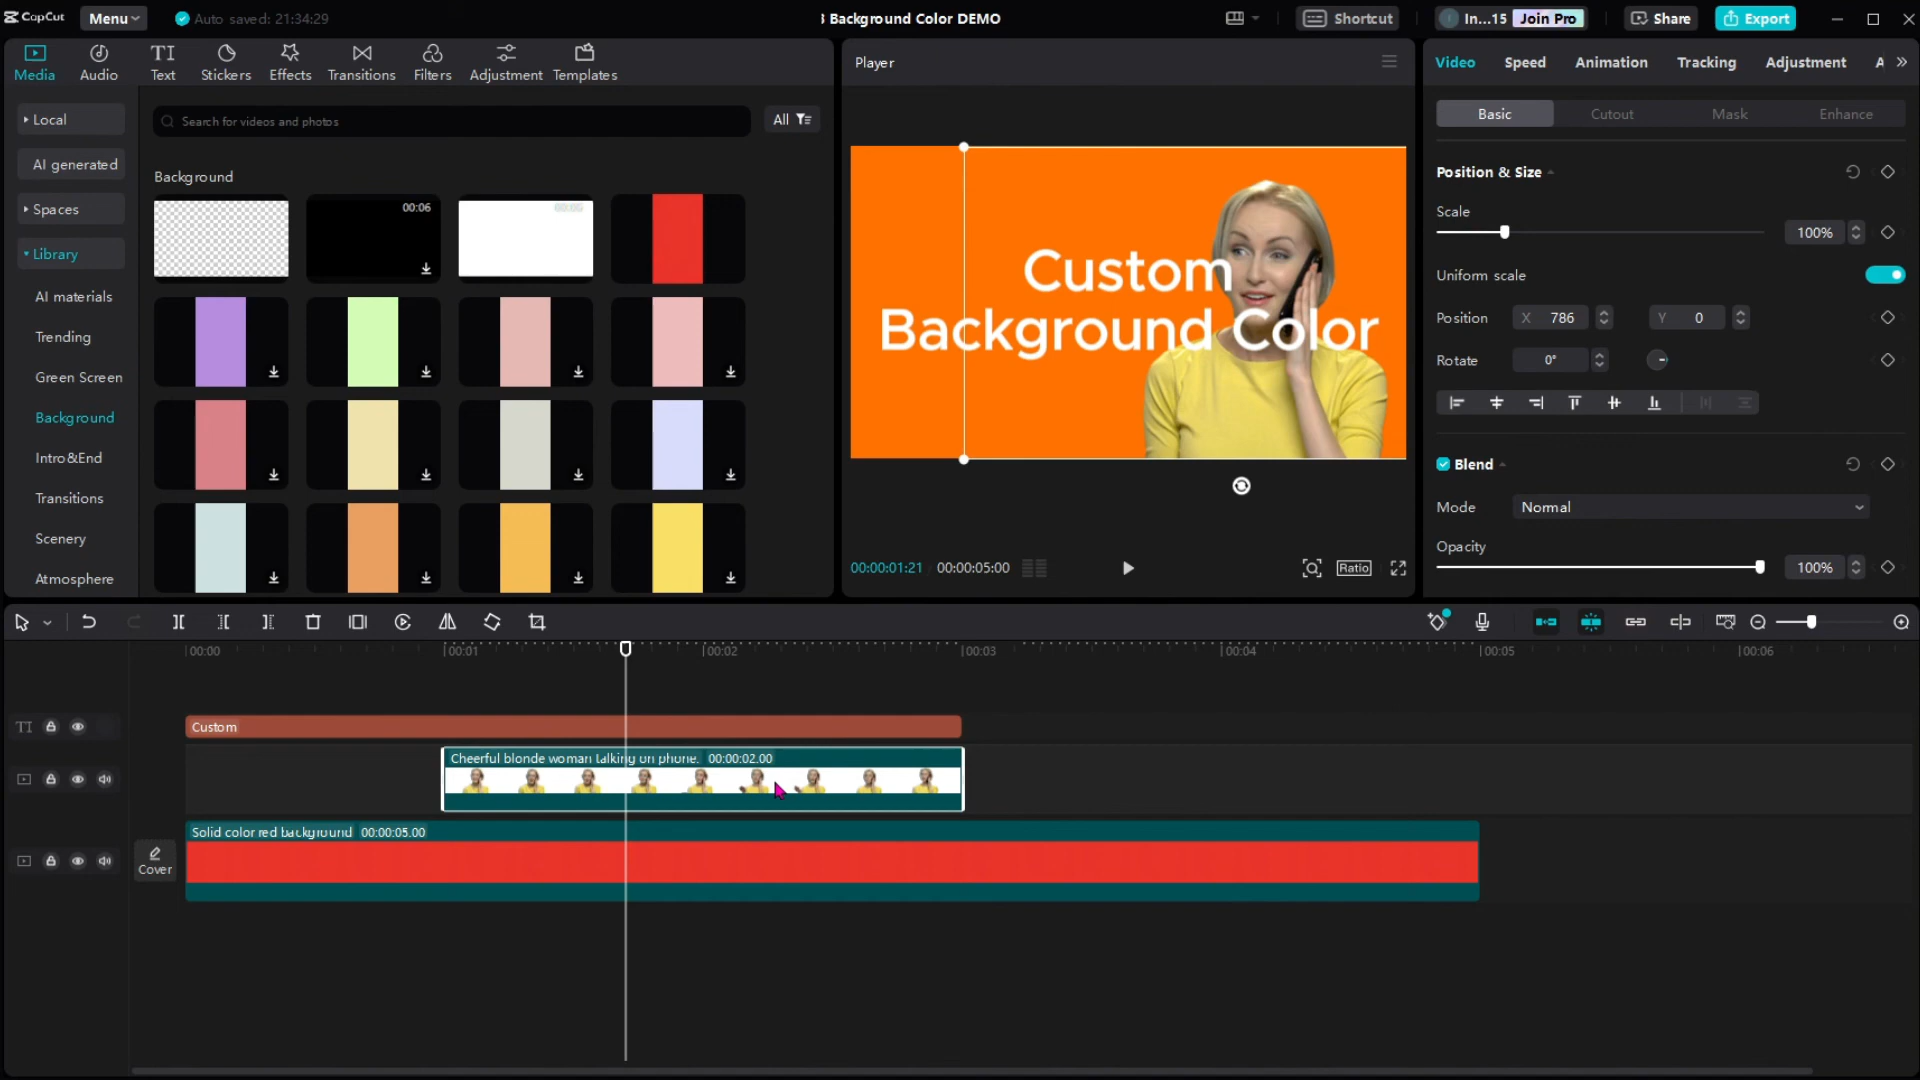 CapCut
Menu
Auto saved: 21:34:29
Background Color DEMO
Shortcut
In...15
Join Pro
Share
Export
Media
Audio
TI
Text
Stickers
Effects
Transitions
Filters
Adjustment
Templates
Local
AI generated
Spaces
Library
AI materials
Trending
Green Screen
Background
Intro&End
Transitions
Scenery
Atmosphere
Search for videos and photos
All
Background
00:06
Player
Custom
Background Color
00:00:01:21
00:00:05:00
Ratio
Video
Speed
Animation
Tracking
Adjustment
Basic
Cutout
Mask
Enhance
Position & Size
Scale
100%
Uniform scale
Position
X 786
Y 0
Rotate
0°
Blend
Mode
Normal
Opacity
100%
00:00
00:01
00:02
00:03
00:04
00:05
00:06
TI
Custom
Cheerful blonde woman talking on phone. 00:00:02.00
Solid color red background 00:00:05.00
Cover